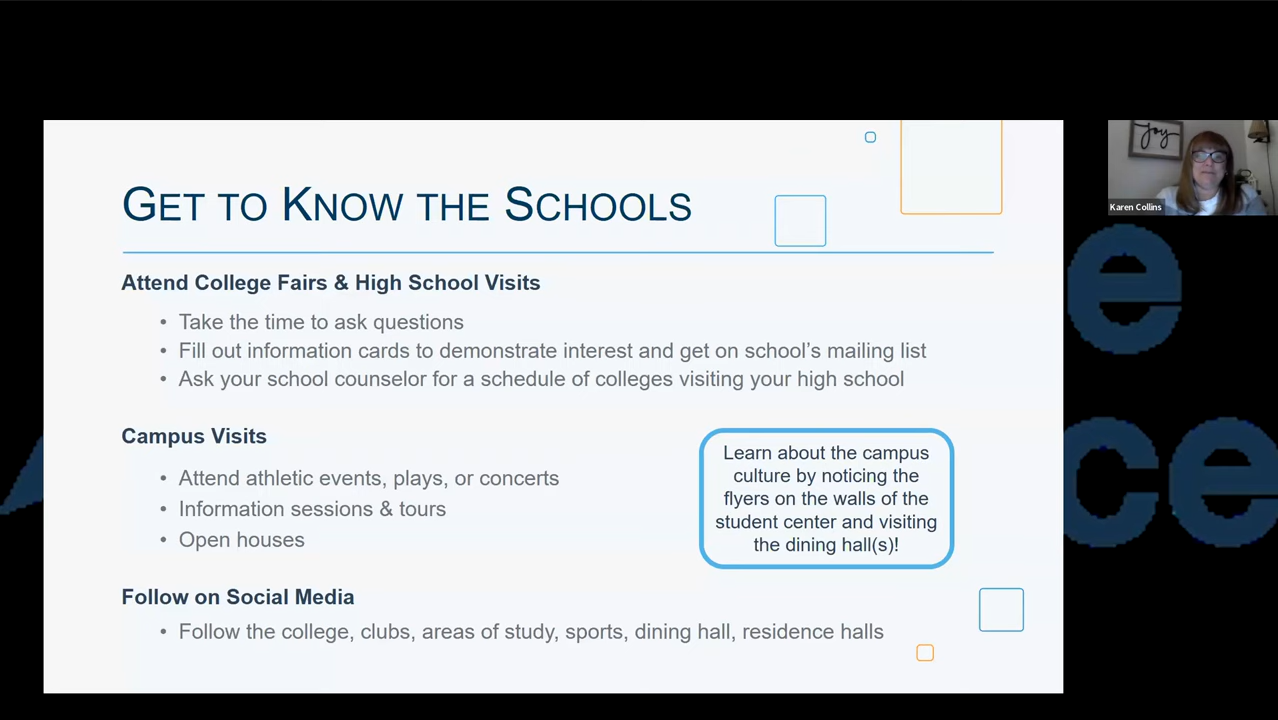 GET TO KNOW THE SCHOOLS
Joy
Karen Collins
Attend College Fairs & High School Visits
• Take the time to ask questions
• Fill out information cards to demonstrate interest and get on school’s mailing list
• Ask your school counselor for a schedule of colleges visiting your high school
Campus Visits
• Attend athletic events, plays, or concerts
• Information sessions & tours
• Open houses
Learn about the campus
culture by noticing the
flyers on the walls of the
student center and visiting
the dining hall(s)!
Follow on Social Media
• Follow the college, clubs, areas of study, sports, dining hall, residence halls
e
ce